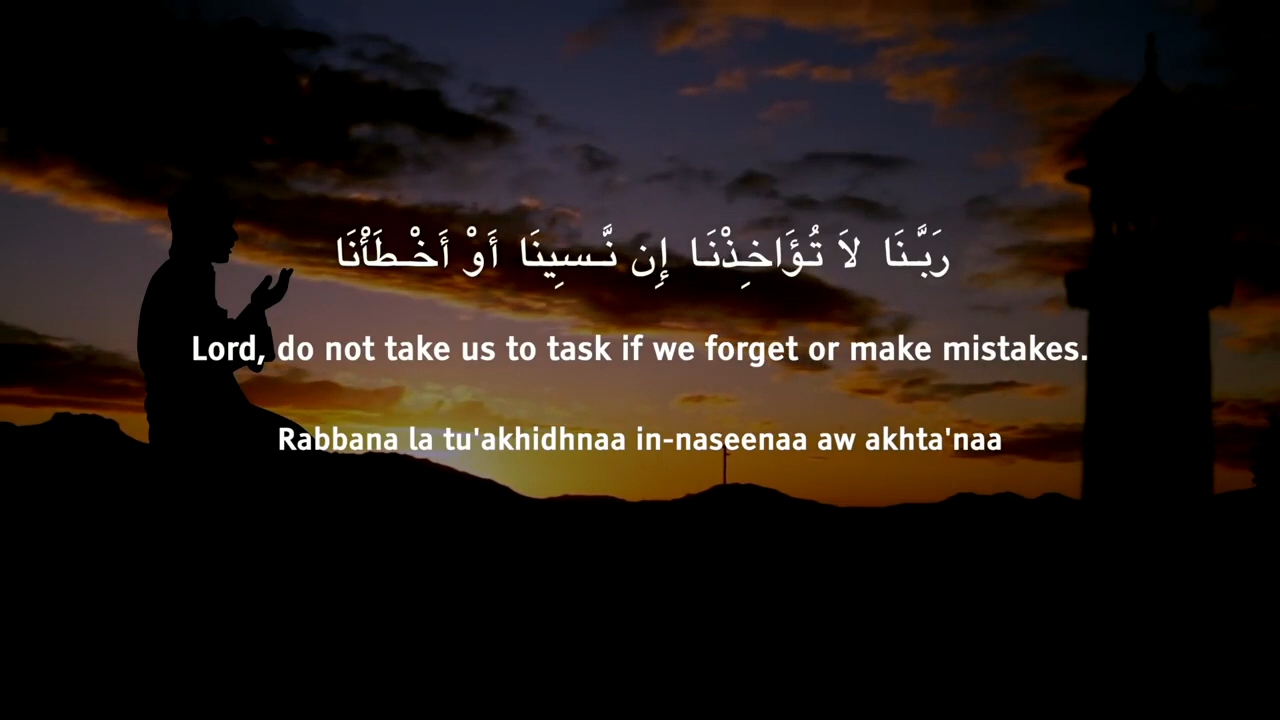 رَبَّنَا لاَ تُؤَاخِذْنَا إِن نَّسِينَا أَوْ أَخْطَأْنَا
Lord, do not take us to task if we forget or make mistakes.
Rabbana la tu'akhidhnaa in-naseenaa aw akhta'naa